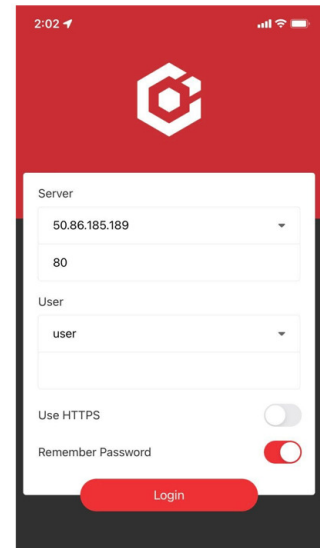 2:02
Server
50.86.185.189
80
User
user
Use HTTPS
Remember Password
Login